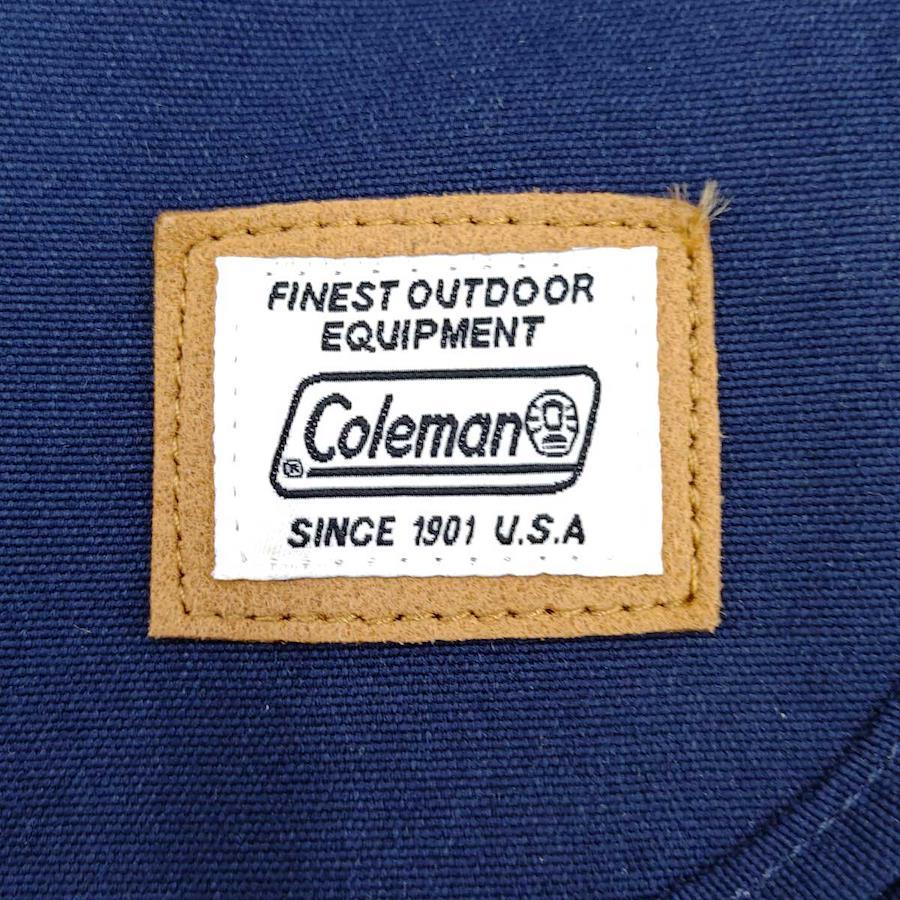 FINEST OUTDOOR
EQUIPMENT
Coleman
®
SINCE 1901 U.S.A